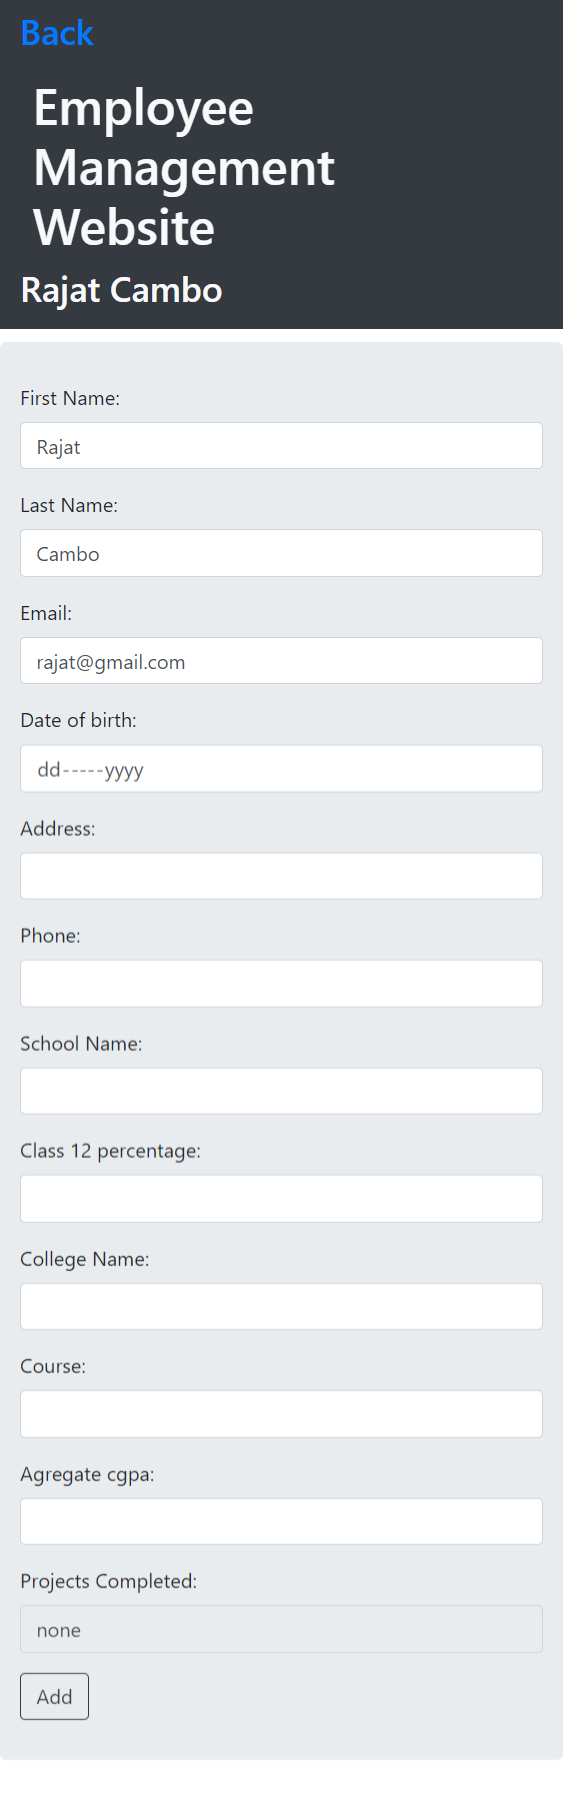 Back
Employee
Management
Website
Rajat Cambo
First Name:
Rajat
Last Name:
Cambo
Email:
rajat@gmail.com
Date of birth:
dd-----yyyy
Address:
Phone:
School Name:
Class 12 percentage:
College Name:
Course:
Agregate cgpa:
Projects Completed:
none
Add